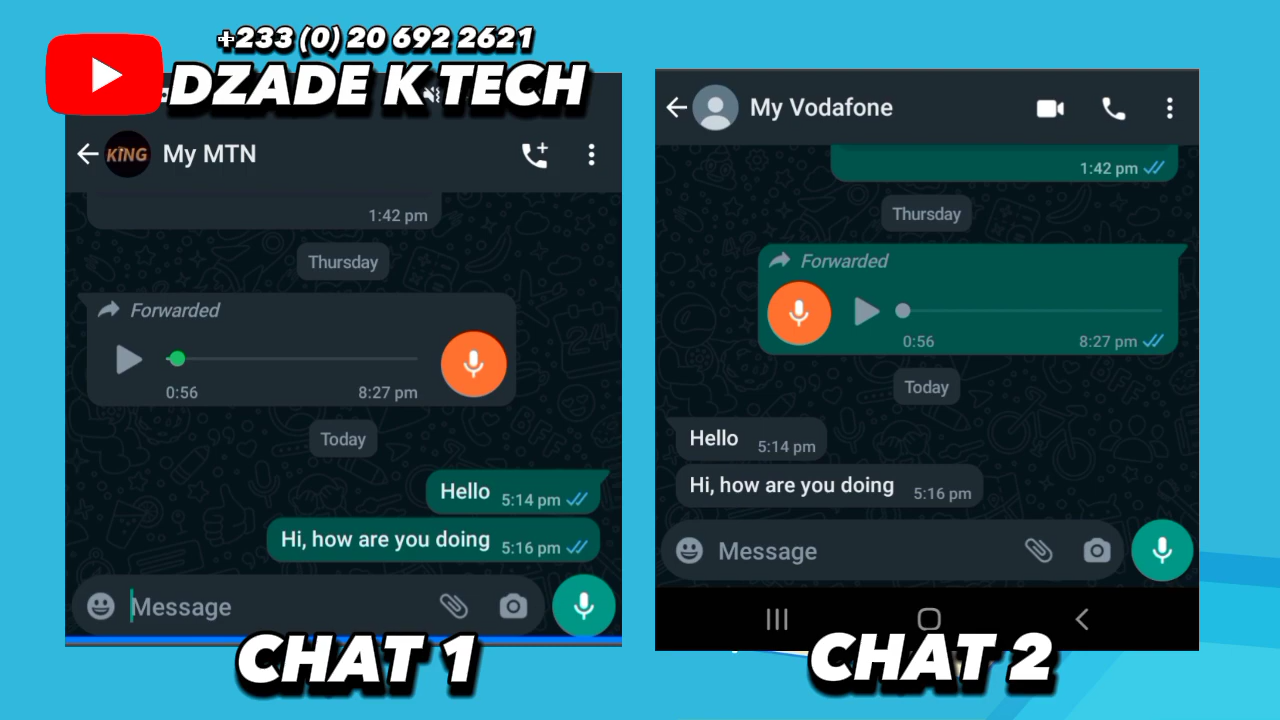 +233 (0) 20 692 2621
DZADE K TECH
KING
My MTN
1:42 pm
Thursday
Forwarded
0:56
8:27 pm
Today
Hello 5:14 pm
Hi, how are you doing 5:16 pm
Message
CHAT 1
My Vodafone
1:42 pm
Thursday
Forwarded
0:56
8:27 pm
Today
Hello 5:14 pm
Hi, how are you doing 5:16 pm
Message
CHAT 2